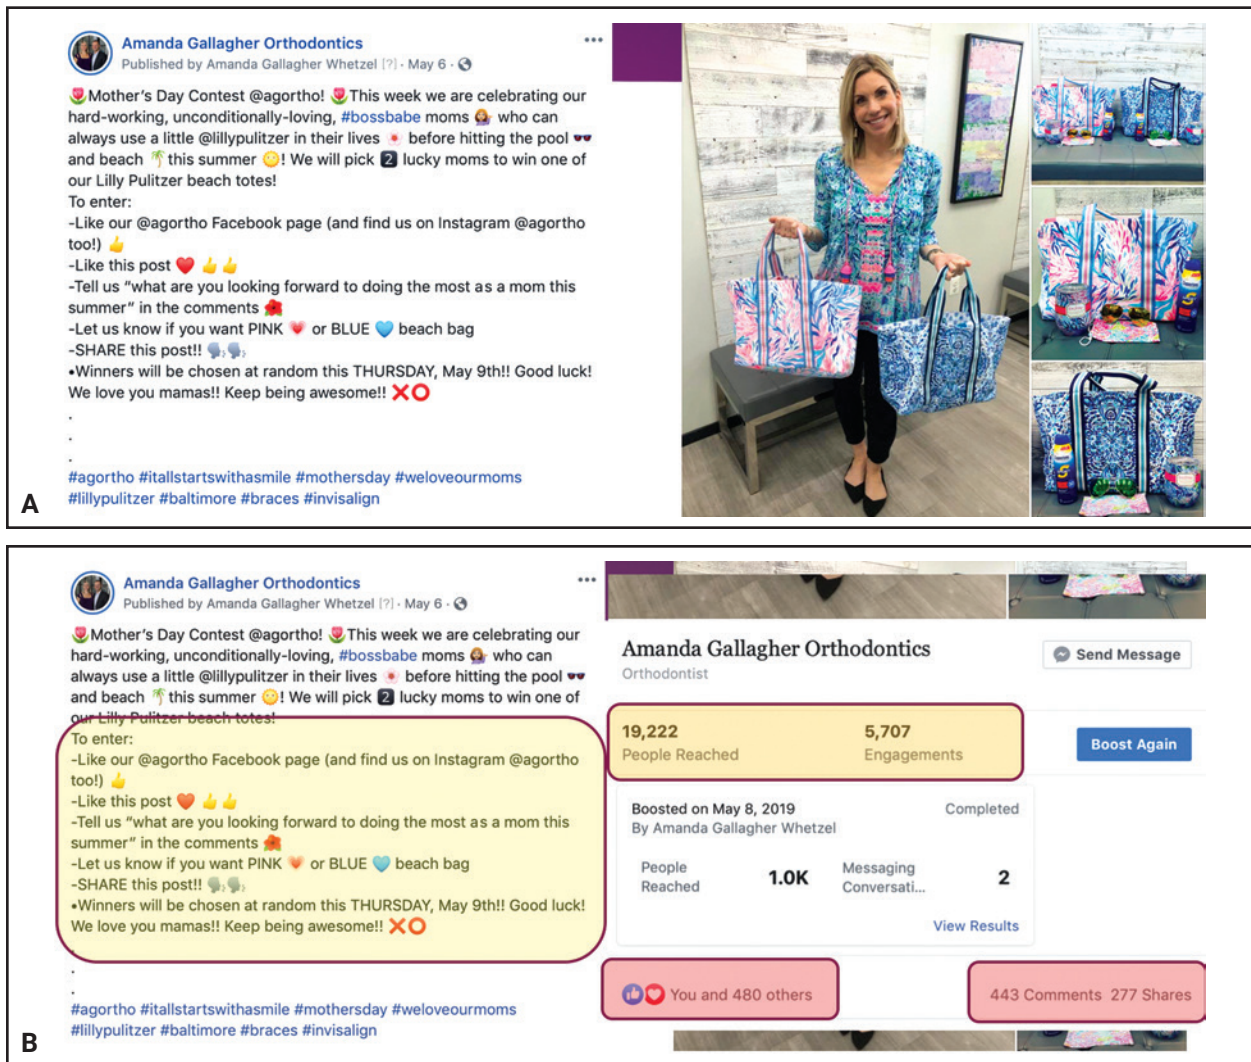 Amanda Gallagher Orthodontics
Published by Amanda Gallagher Whetzel [?] · May 6 ·
🌷Mother's Day Contest @agortho! 🌷This week we are celebrating our
hard-working, unconditionally-loving, #bossbabe moms 💁🏼‍♀️ who can
always use a little @lillypulitzer in their lives 🌸 before hitting the pool 🕶️
and beach 🌴this summer 🌞! We will pick 2️⃣ lucky moms to win one of
our Lilly Pulitzer beach totes!
To enter:
-Like our @agortho Facebook page (and find us on Instagram @agortho
too!) 👍
-Like this post ❤️ 👍👍
-Tell us “what are you looking forward to doing the most as a mom this
summer” in the comments 🌺
-Let us know if you want PINK 💗 or BLUE 💙 beach bag
-SHARE this post!! 🗣🗣
•Winners will be chosen at random this THURSDAY, May 9th!! Good luck!
We love you mamas!! Keep being awesome!! ❌⭕
.
.
.
#agortho #itallstartswithasmile #mothersday #weloveourmoms
#lillypulitzer #baltimore #braces #invisalign
A
Amanda Gallagher Orthodontics
Published by Amanda Gallagher Whetzel [?] · May 6 ·
🌷Mother's Day Contest @agortho! 🌷This week we are celebrating our
hard-working, unconditionally-loving, #bossbabe moms 💁🏼‍♀️ who can
always use a little @lillypulitzer in their lives 🌸 before hitting the pool 🕶️
and beach 🌴this summer 🌞! We will pick 2️⃣ lucky moms to win one of
our Lilly Pulitzer beach totes!
To enter:
-Like our @agortho Facebook page (and find us on Instagram @agortho
too!) 👍
-Like this post ❤️ 👍👍
-Tell us “what are you looking forward to doing the most as a mom this
summer” in the comments 🌺
-Let us know if you want PINK 💗 or BLUE 💙 beach bag
-SHARE this post!! 🗣🗣
•Winners will be chosen at random this THURSDAY, May 9th!! Good luck!
We love you mamas!! Keep being awesome!! ❌⭕
.
.
.
#agortho #itallstartswithasmile #mothersday #weloveourmoms
#lillypulitzer #baltimore #braces #invisalign
B
Amanda Gallagher Orthodontics
Orthodontist
Send Message
19,222 5,707
People Reached Engagements
Boost Again
Boosted on May 8, 2019 Completed
By Amanda Gallagher Whetzel
People Reached 1.0K
Messaging Conversati... 2
View Results
You and 480 others
443 Comments 277 Shares